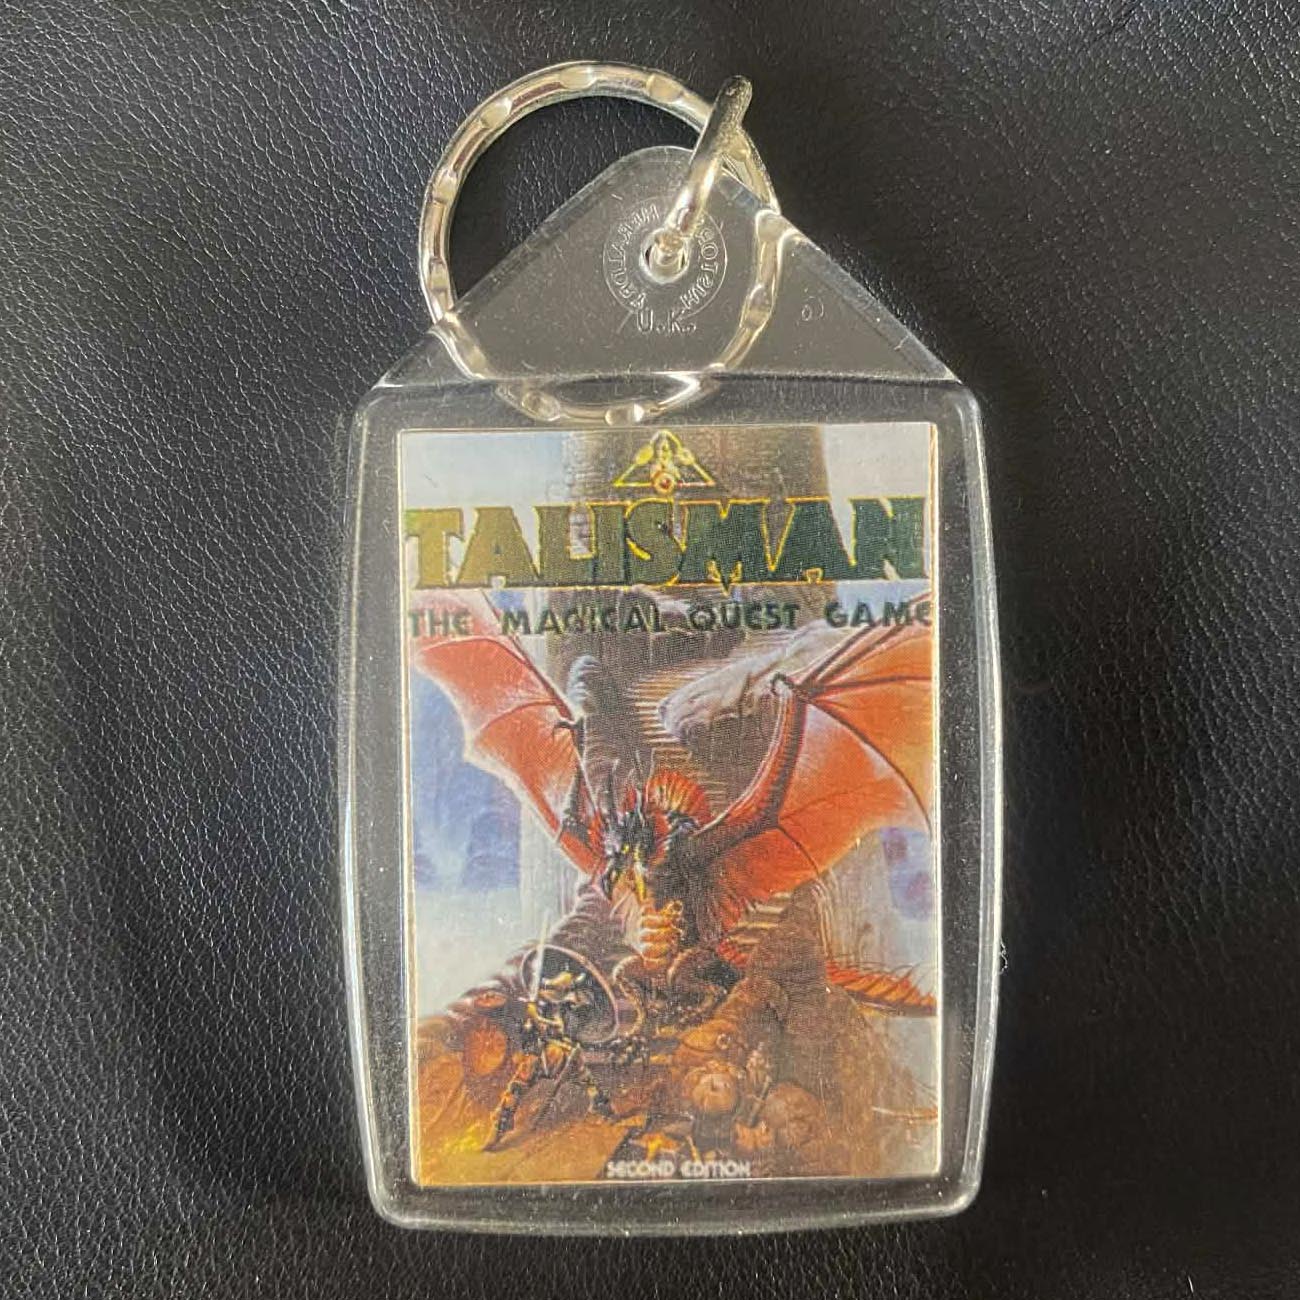 U.K.
TALISMAN
THE MAGICAL QUEST GAME
SECOND EDITION